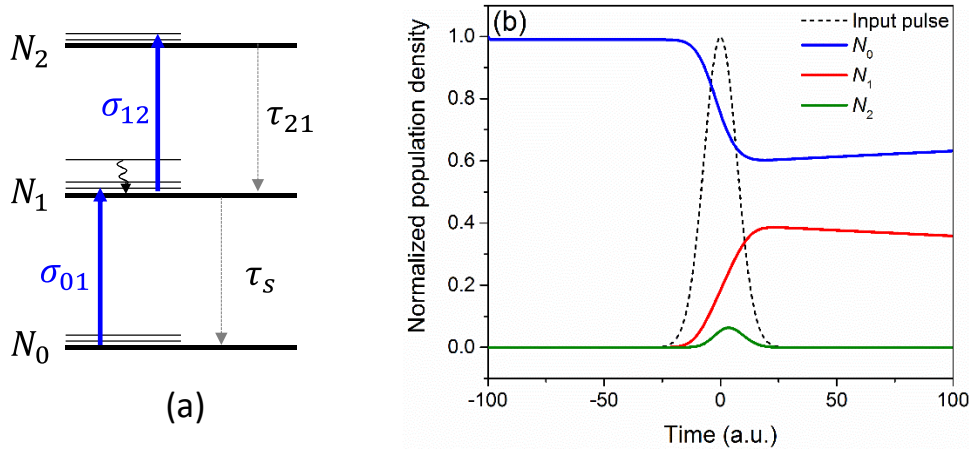 N₂
σ₁₂
τ₂₁
N₁
σ₀₁
τₛ
N₀
(a)
(b)
Input pulse
N₀
N₁
N₂
Normalized population density
1.0
0.8
0.6
0.4
0.2
0.0
-100 -50 0 50 100
Time (a.u.)